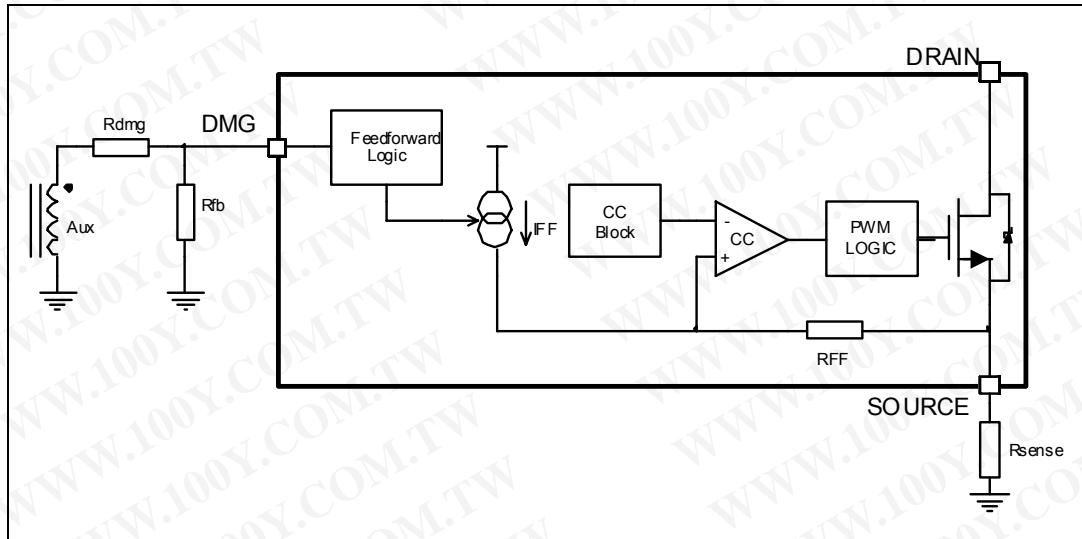 DRAIN
DMG
Rdmg
Feedforward
Logic
Rfb
Aux
IFF
CC
Block
-
CC
+
PWM
LOGIC
RFF
SOURCE
Rsense
WWW.100Y.COM.TW